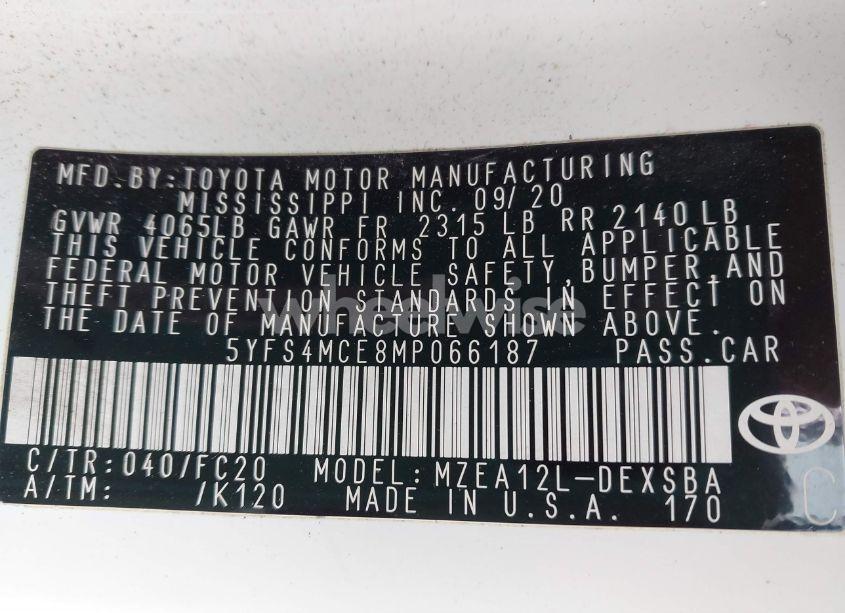 MFD.BY:TOYOTA MOTOR MANUFACTURING
MISSISSIPPI INC. 09/20
GVWR 4065LB GAWR FR 2315 LB RR 2140LB
THIS VEHICLE CONFORMS TO ALL APPLICABLE
FEDERAL MOTOR VEHICLE SAFETY,BUMPER,AND
THEFT PREVENTION STANDARDS IN EFFECT ON
THE DATE OF MANUFACTURE SHOWN ABOVE.
wheelwise
5YFS4MCE8MP066187 PASS.CAR
C/TR:040/FC20 MODEL:MZEA12L-DEXSBA
A/TM: /K120 MADE IN U.S.A. 170
C